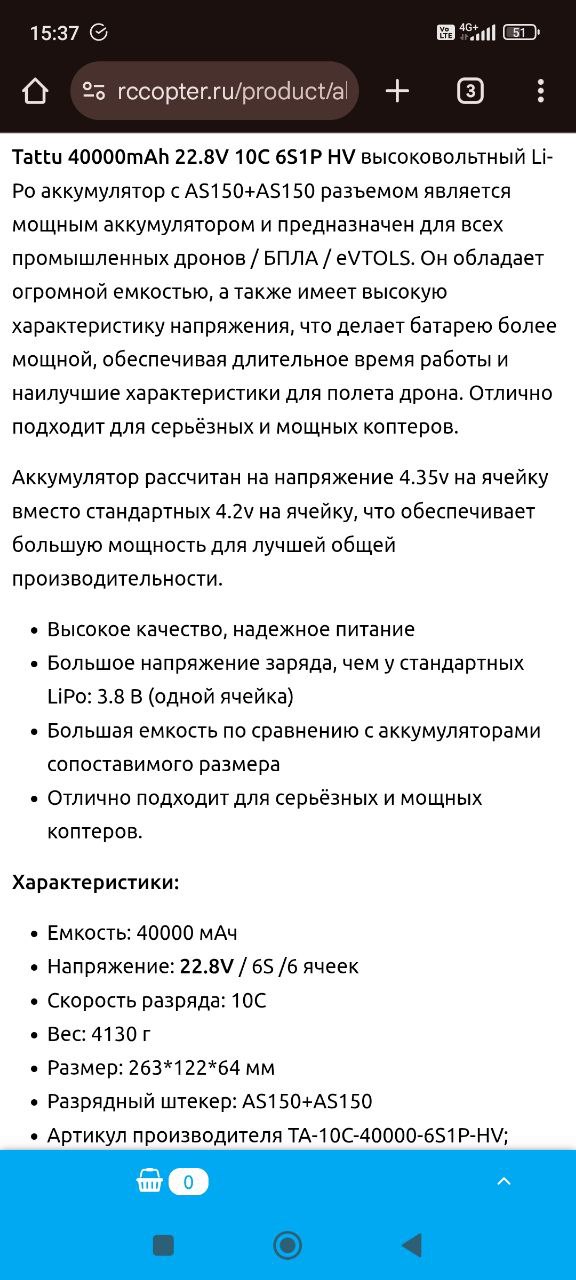 15:37
Vo LTE 4G+ 51
rccopter.ru/product/al
3
Tattu 40000mAh 22.8V 10C 6S1P HV высоковольтный Li-
Po аккумулятор с AS150+AS150 разъемом является
мощным аккумулятором и предназначен для всех
промышленных дронов / БПЛА / eVTOLS. Он обладает
огромной емкостью, а также имеет высокую
характеристику напряжения, что делает батарею более
мощной, обеспечивая длительное время работы и
наилучшие характеристики для полета дрона. Отлично
подходит для серьёзных и мощных коптеров.
Аккумулятор рассчитан на напряжение 4.35v на ячейку
вместо стандартных 4.2v на ячейку, что обеспечивает
большую мощность для лучшей общей
производительности.
• Высокое качество, надежное питание
• Большое напряжение заряда, чем у стандартных
LiPo: 3.8 В (одной ячейка)
• Большая емкость по сравнению с аккумуляторами
сопоставимого размера
• Отлично подходит для серьёзных и мощных
коптеров.
Характеристики:
• Емкость: 40000 мАч
• Напряжение: 22.8V / 6S /6 ячеек
• Скорость разряда: 10C
• Вес: 4130 г
• Размер: 263*122*64 мм
• Разрядный штекер: AS150+AS150
• Артикул производителя TA-10C-40000-6S1P-HV;
0